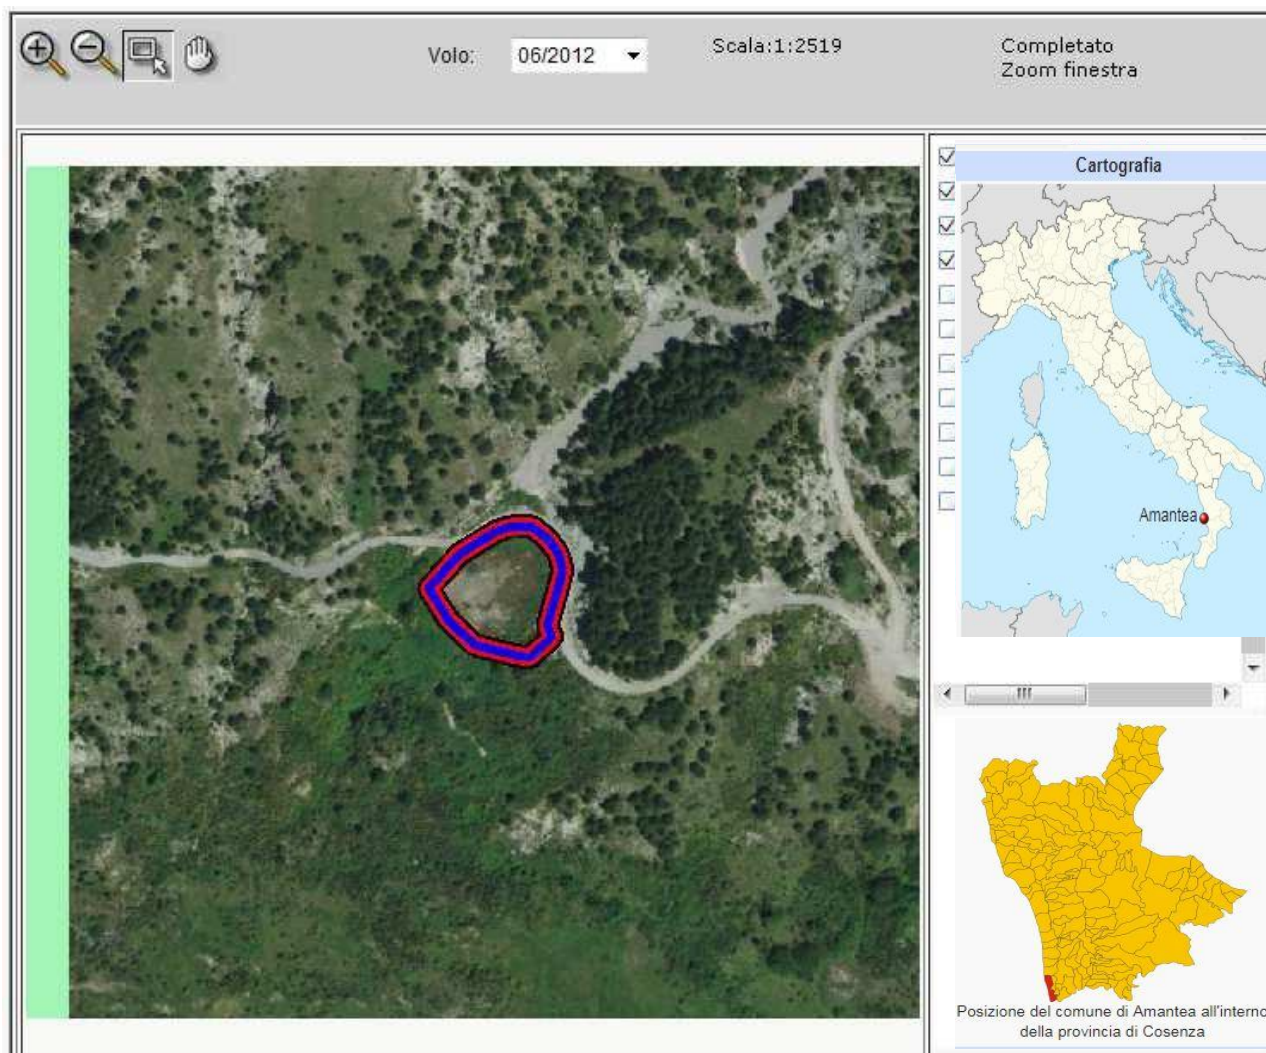 Volo:
06/2012
Scala:1:2519
Completato
Zoom finestra
Cartografia
Amantea
Posizione del comune di Amantea all'interno
della provincia di Cosenza